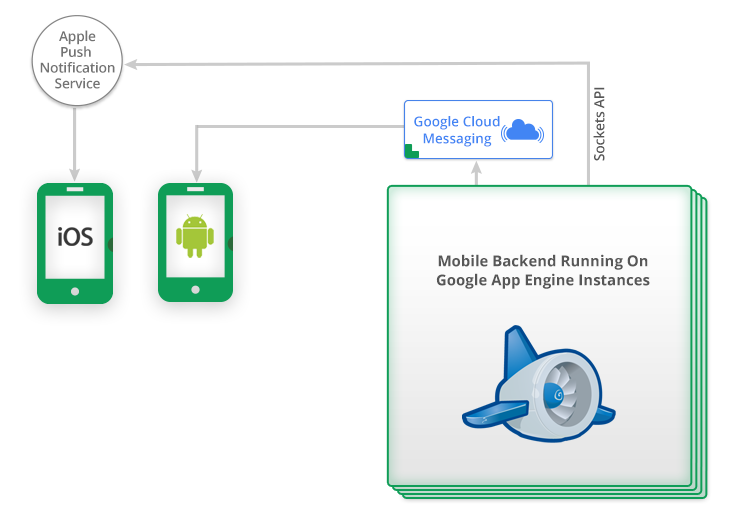 Apple
Push
Notification
Service
Google Cloud
Messaging
Sockets API
iOS
Mobile Backend Running On
Google App Engine Instances